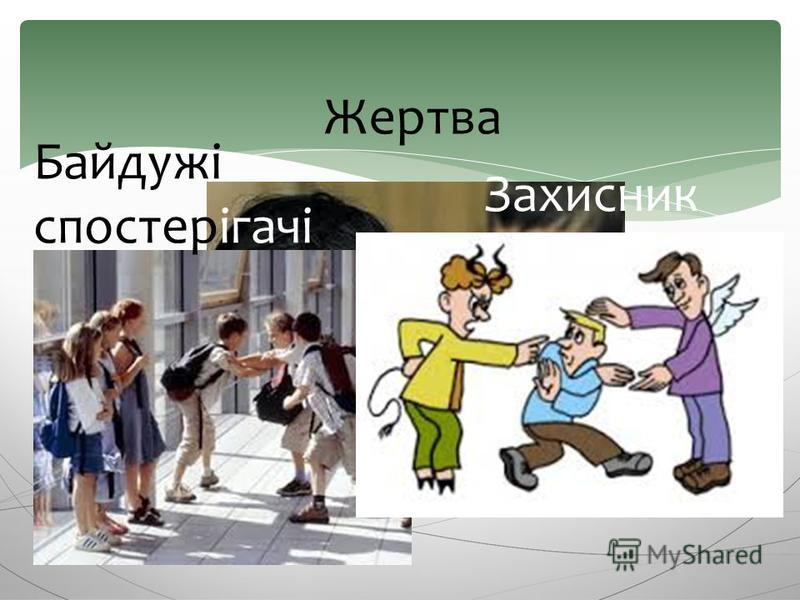 Жертва
Байдужі
спостерігачі
Захисник
MyShared